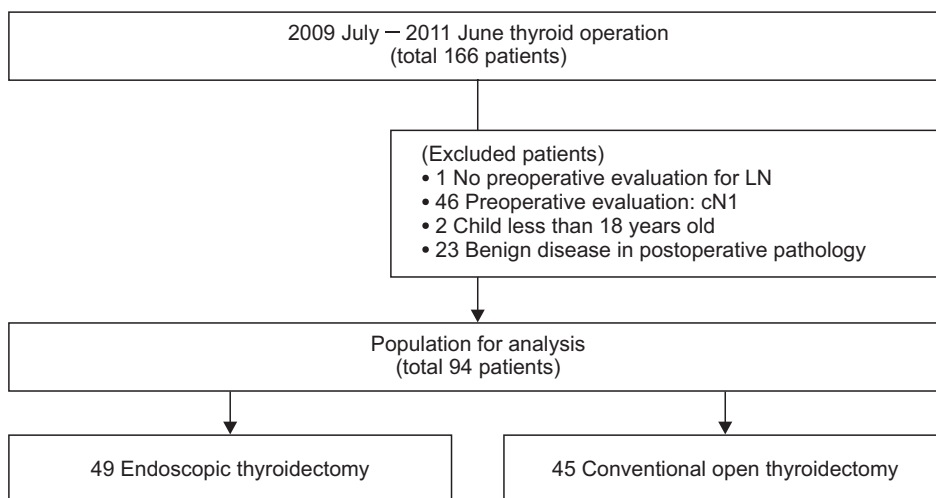 2009 July — 2011 June thyroid operation
(total 166 patients)
(Excluded patients)
• 1 No preoperative evaluation for LN
• 46 Preoperative evaluation: cN1
• 2 Child less than 18 years old
• 23 Benign disease in postoperative pathology
Population for analysis
(total 94 patients)
49 Endoscopic thyroidectomy
45 Conventional open thyroidectomy